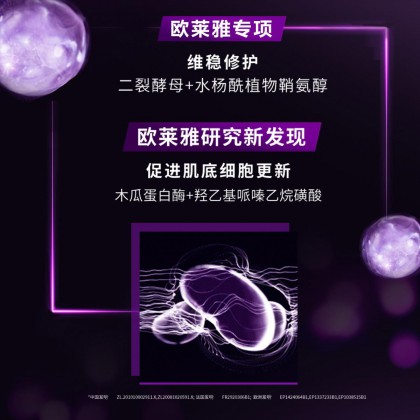 欧莱雅专项
维稳修护
二裂酵母+水杨酰植物鞘氨醇
欧莱雅研究新发现
促进肌底细胞更新
木瓜蛋白酶+羟乙基哌嗪乙烷磺酸